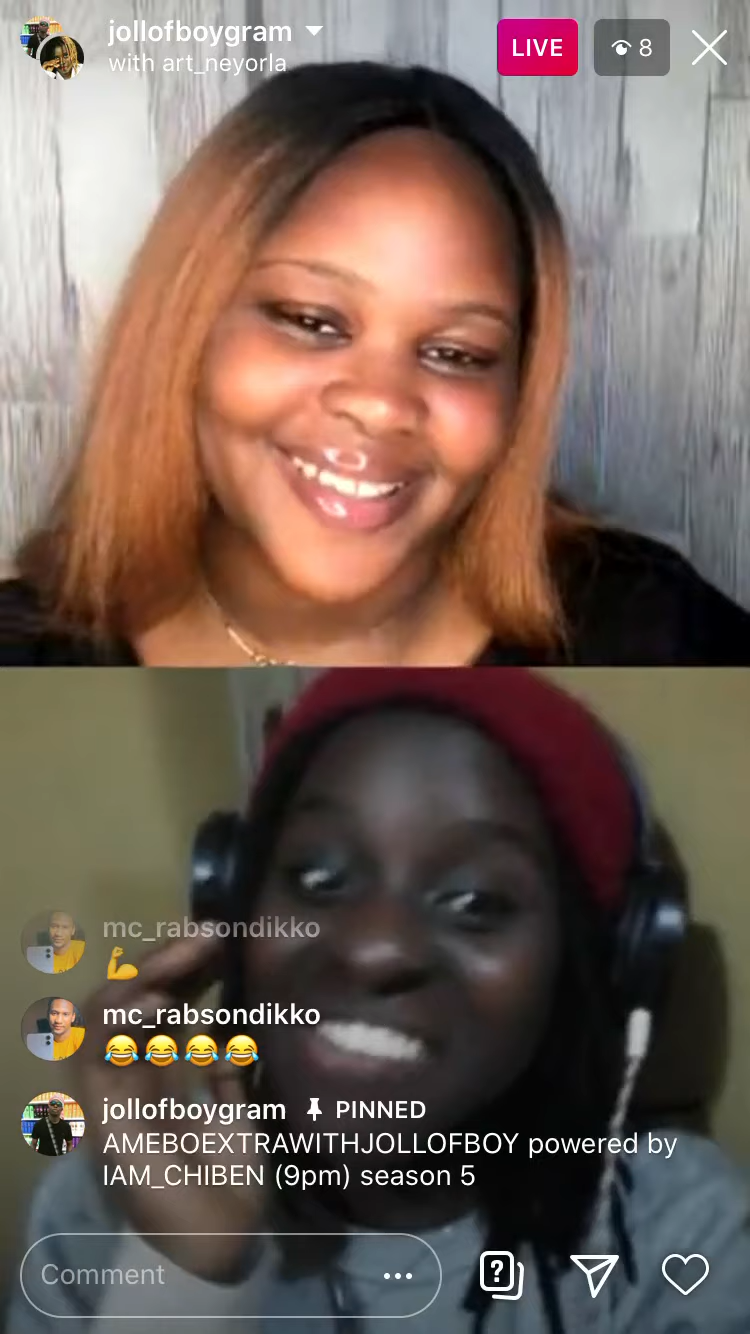 jollofboygram
with art_neyorla
LIVE
8
mc_rabsondikko
💪
mc_rabsondikko
😂😂😂😂
jollofboygram PINNED
AMEBOEXTRAWITHJOLLOFBOY powered by
IAM_CHIBEN (9pm) season 5
Comment